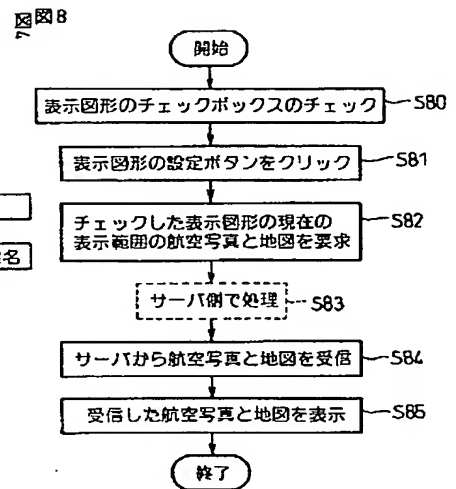 図8
開始
表示図形のチェックボックスのチェック
S80
表示図形の設定ボタンをクリック
S81
チェックした表示図形の現在の
表示範囲の航空写真と地図を要求
S82
サーバ側で処理
S83
サーバから航空写真と地図を受信
S84
受信した航空写真と地図を表示
S85
終了
名